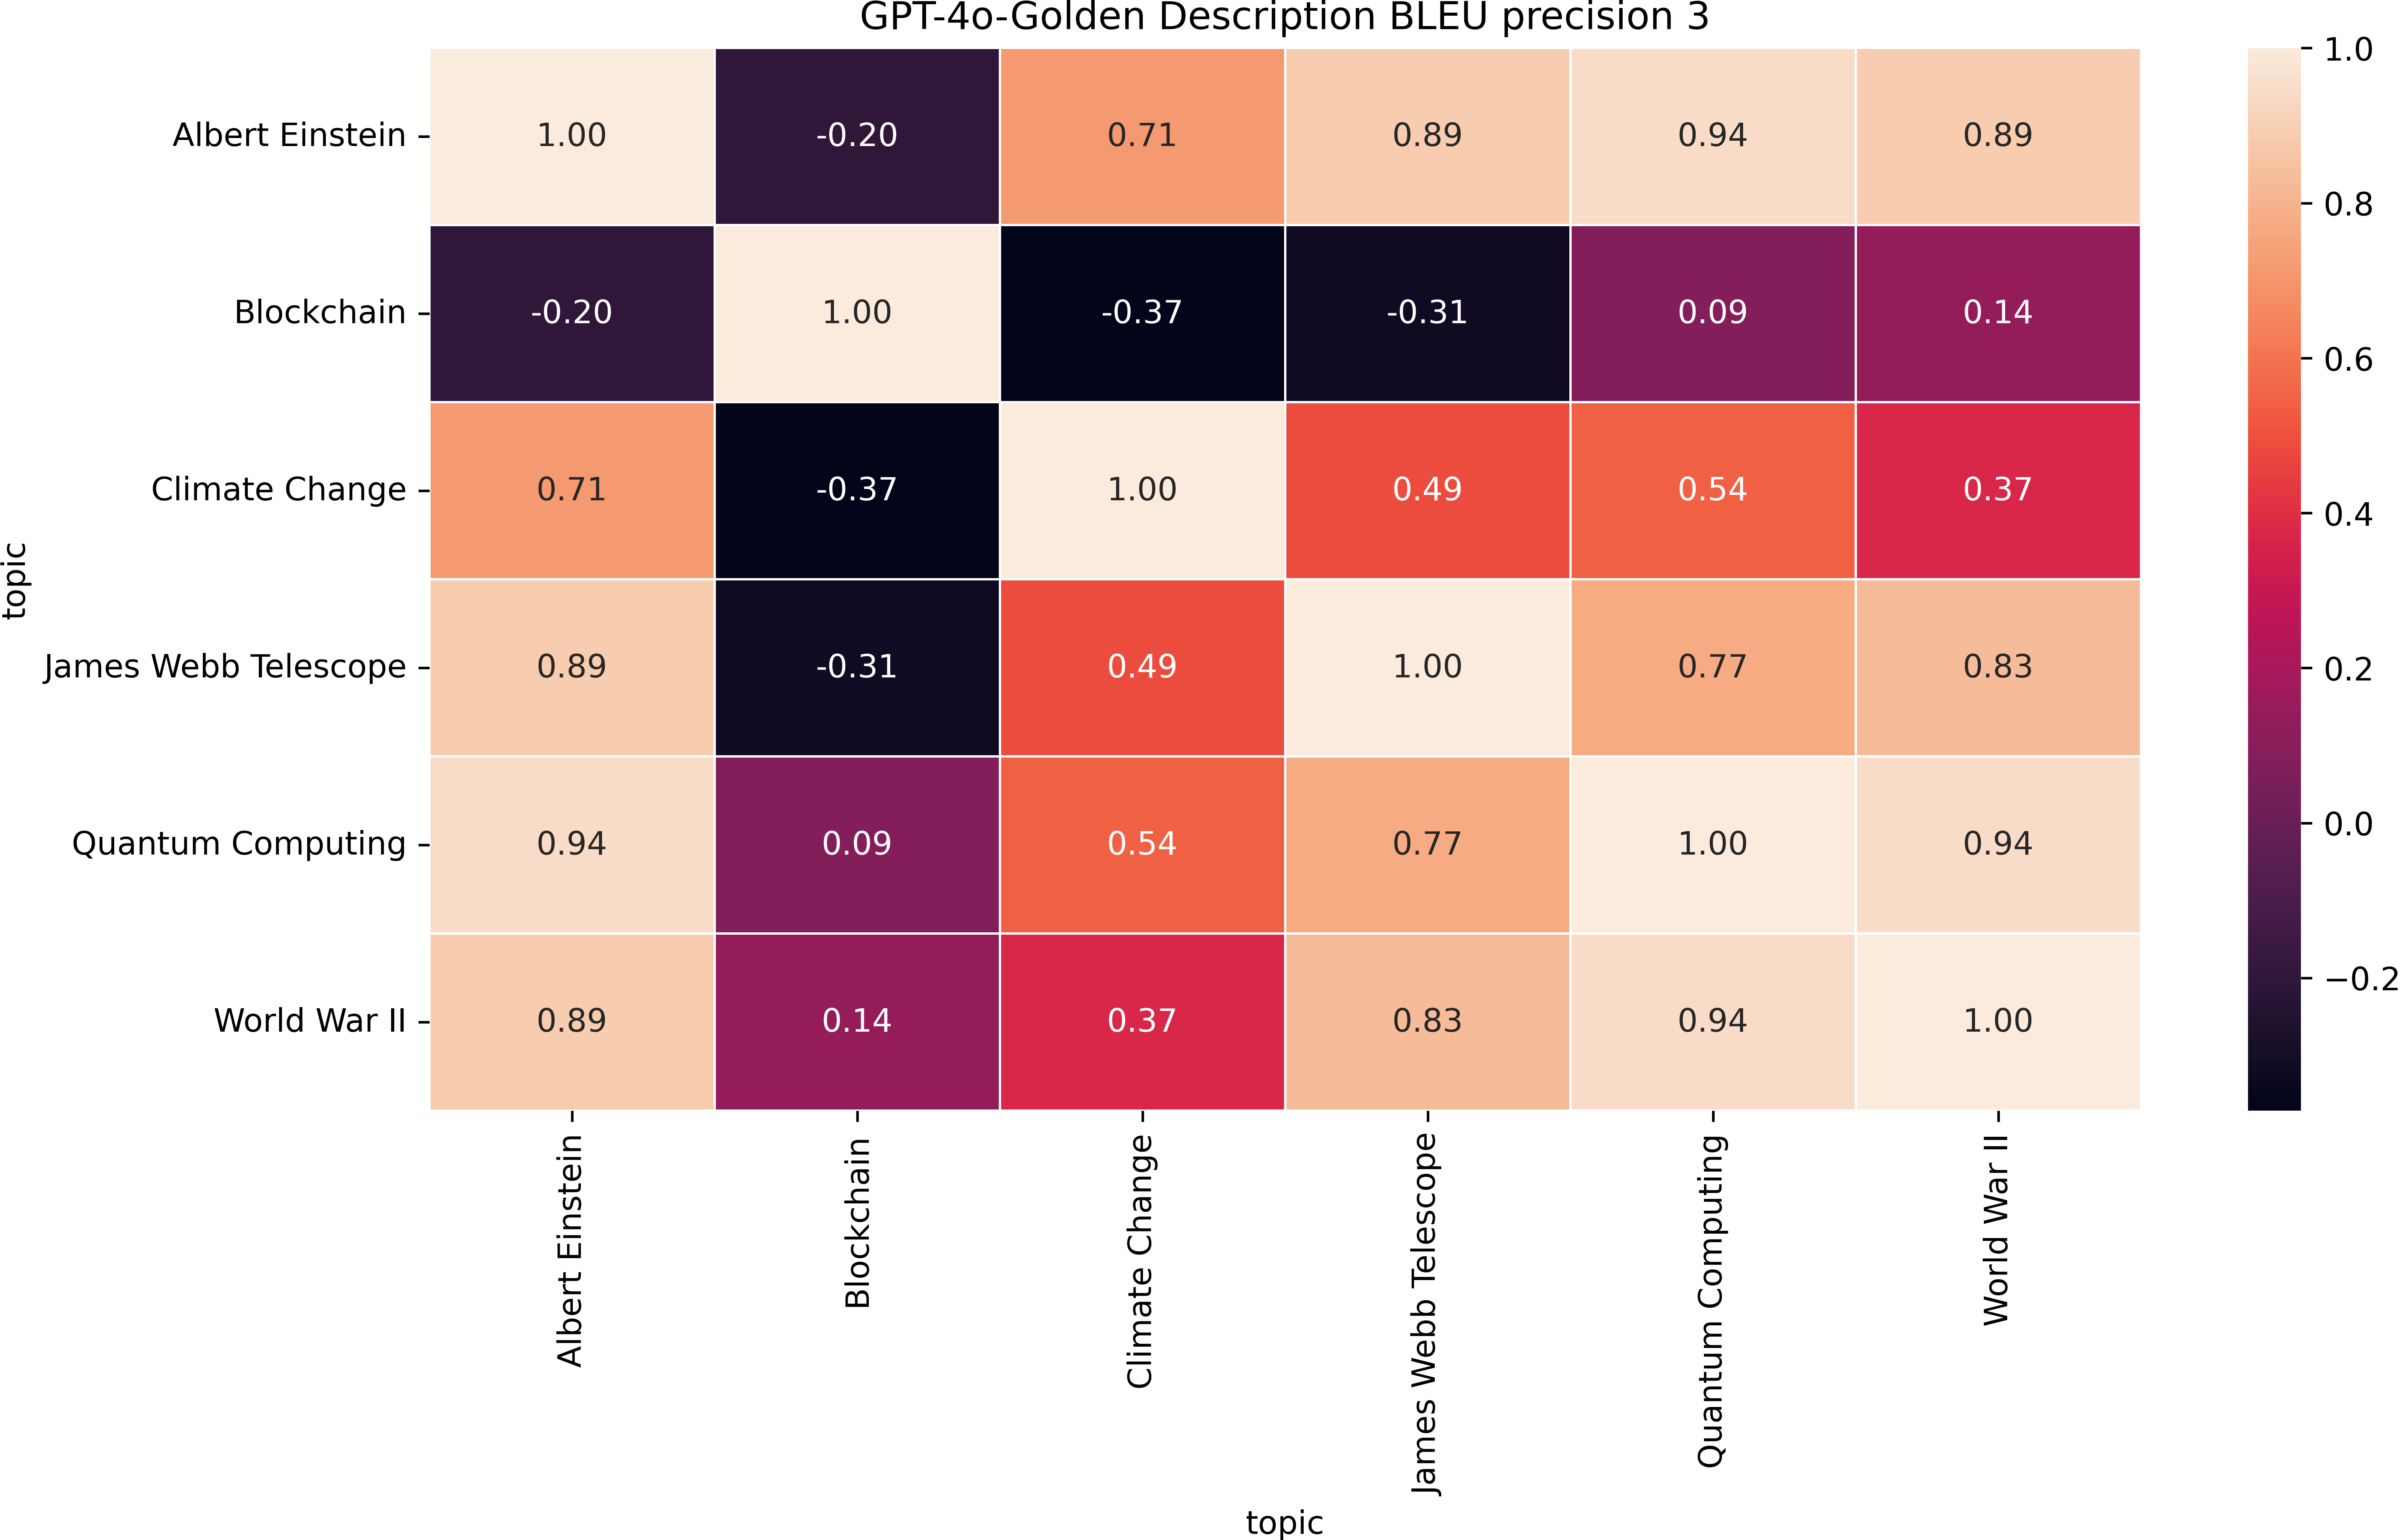 GPT-4o-Golden Description BLEU precision 3
Albert Einstein 1.00 -0.20 0.71 0.89 0.94 0.89
Blockchain -0.20 1.00 -0.37 -0.31 0.09 0.14
Climate Change 0.71 -0.37 1.00 0.49 0.54 0.37
James Webb Telescope 0.89 -0.31 0.49 1.00 0.77 0.83
Quantum Computing 0.94 0.09 0.54 0.77 1.00 0.94
World War II 0.89 0.14 0.37 0.83 0.94 1.00
topic
Albert Einstein
Blockchain
Climate Change
James Webb Telescope
Quantum Computing
World War II
topic
1.0
0.8
0.6
0.4
0.2
0.0
−0.2